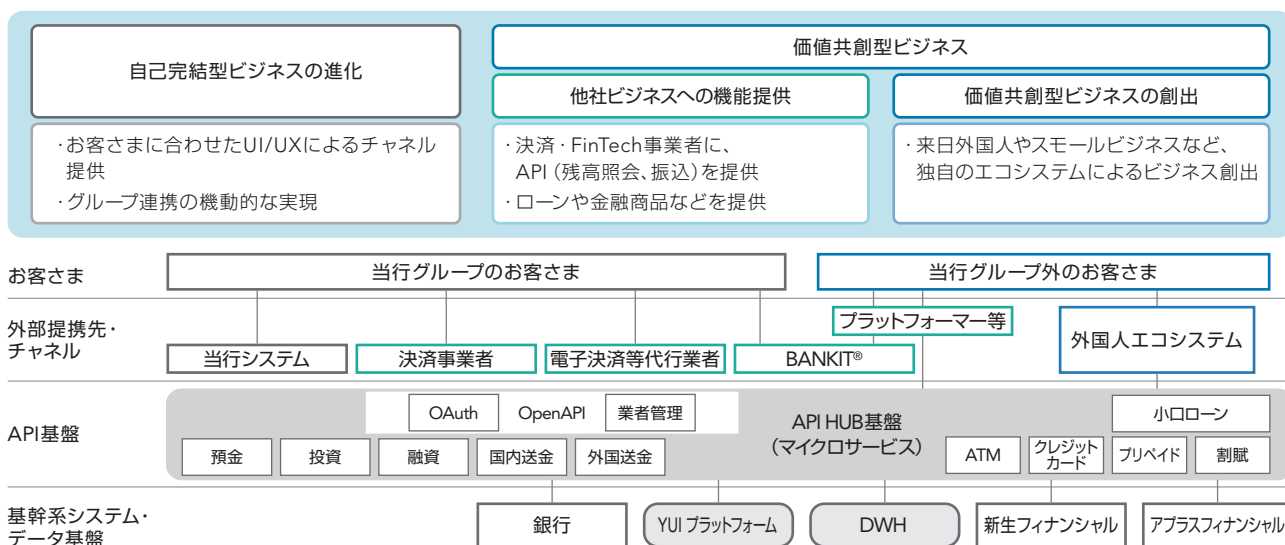 自己完結型ビジネスの進化
・お客さまに合わせたUI/UXによるチャネル
提供
・グループ連携の機動的な実現
価値共創型ビジネス
他社ビジネスへの機能提供
・決済・FinTech事業者に、
API（残高照会、振込）を提供
・ローンや金融商品などを提供
価値共創型ビジネスの創出
・来日外国人やスモールビジネスなど、
独自のエコシステムによるビジネス創出
お客さま
当行グループのお客さま
当行グループ外のお客さま
外部提携先・
チャネル
当行システム
決済事業者
電子決済等代行業者
BANKIT®
プラットフォーマー等
外国人エコシステム
API基盤
OAuth
OpenAPI
業者管理
預金
投資
融資
国内送金
外国送金
API HUB基盤
（マイクロサービス）
小口ローン
ATM
クレジット
カード
プリペイド
割賦
基幹系システム・
データ基盤
銀行
YUI プラットフォーム
DWH
新生フィナンシャル
アプラスフィナンシャル